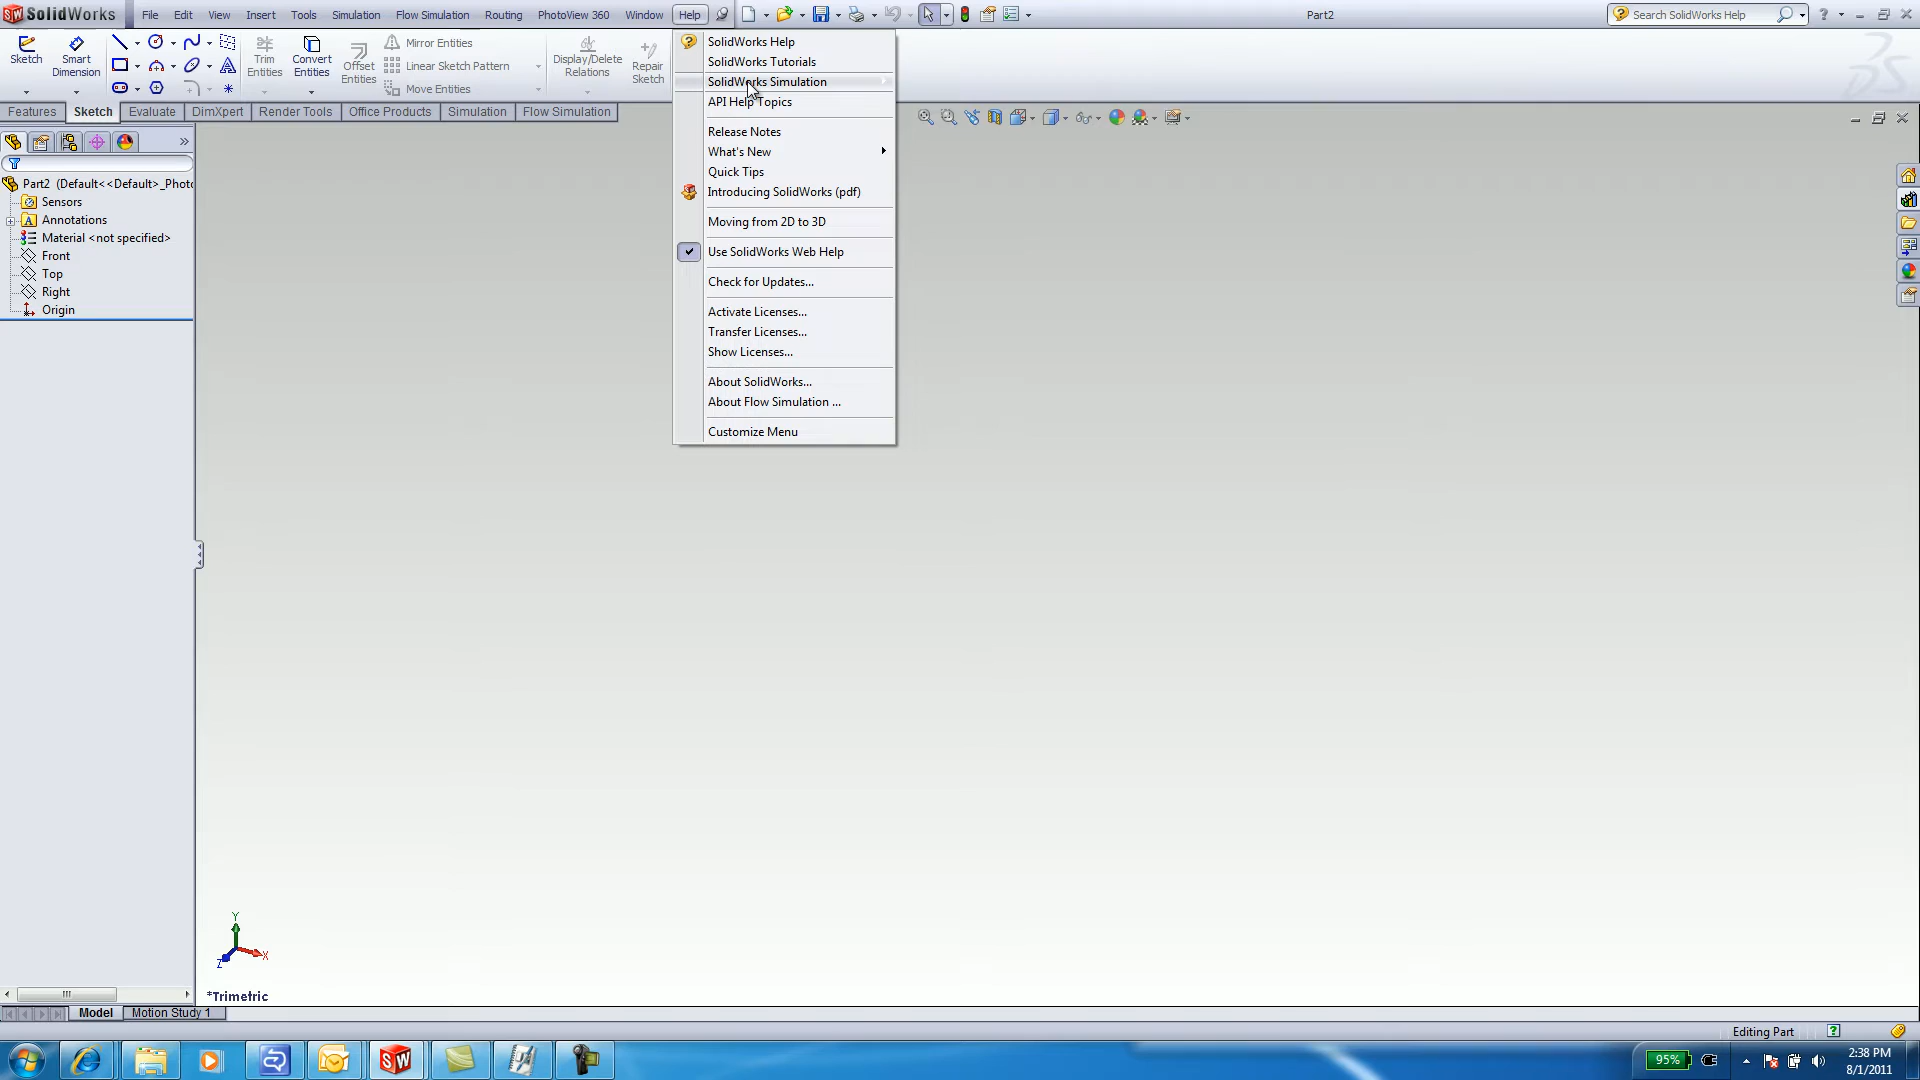 SolidWorks File Edit View Insert Tools Simulation Flow Simulation Routing PhotoView 360 Window Help Part2 Search SolidWorks Help
Sketch Smart Dimension Trim Entities Convert Entities Offset Entities Mirror Entities Linear Sketch Pattern Move Entities Display/Delete Relations Repair Sketch
Features Sketch Evaluate DimXpert Render Tools Office Products Simulation Flow Simulation
SolidWorks Help
SolidWorks Tutorials
SolidWorks Simulation
API Help Topics
Release Notes
What's New
Quick Tips
Introducing SolidWorks (pdf)
Moving from 2D to 3D
Use SolidWorks Web Help
Check for Updates...
Activate Licenses...
Transfer Licenses...
Show Licenses...
About SolidWorks...
About Flow Simulation ...
Customize Menu
Part2 (Default<<Default>_Phot
Sensors
Annotations
Material <not specified>
Front
Top
Right
Origin
Y
X
Z
*Trimetric
Model Motion Study 1
Editing Part
95%
2:38 PM
8/1/2011